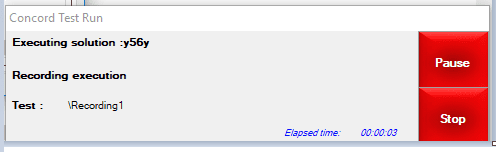 Concord Test Run
Executing solution :y56y
Recording execution
Pause
Test : \Recording1
Stop
Elapsed time: 00:00:03